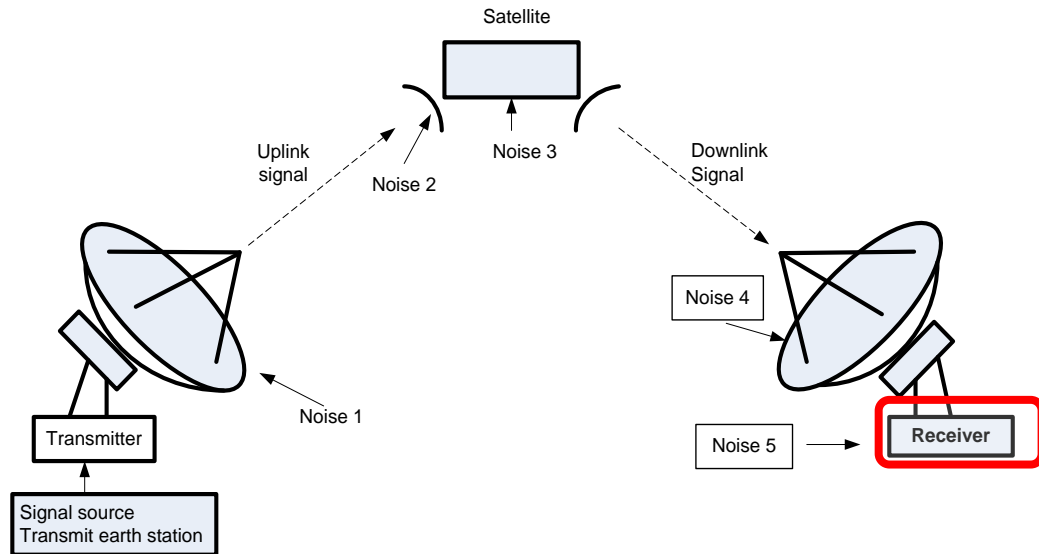 Satellite
Uplink
signal
Noise 2
Noise 3
Downlink
Signal
Noise 4
Noise 1
Transmitter
Noise 5
Receiver
Signal source
Transmit earth station